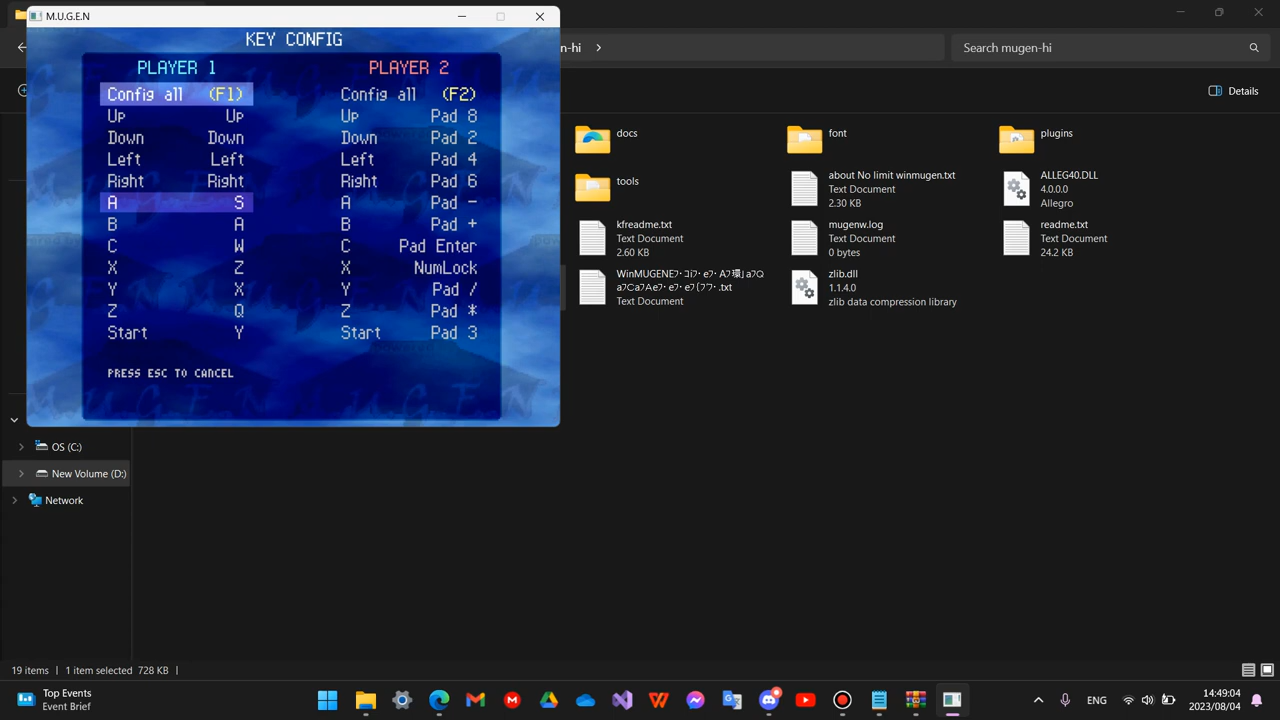 M.U.G.E.N
KEY CONFIG
PLAYER 1 PLAYER 2
Config all (F1) Config all (F2)
Up Up Up Pad 8
Down Down Down Pad 2
Left Left Left Pad 4
Right Right Right Pad 6
A S A Pad -
B A B Pad +
C W C Pad Enter
X Z X NumLock
Y X Y Pad /
Z Q Z Pad *
Start Y Start Pad 3
PRESS ESC TO CANCEL
n-hi
Search mugen-hi
Details
docs
font
plugins
tools
about No limit winmugen.txt
Text Document
2.30 KB
ALLEG40.DLL
4.0.0.0
Allegro
kfreadme.txt
Text Document
2.60 KB
mugenw.log
Text Document
0 bytes
readme.txt
Text Document
24.2 KB
Text Document
zlib.dll
1.1.4.0
zlib data compression library
OS (C:)
New Volume (D:)
Network
19 items
1 item selected 728 KB
Top Events
Event Brief
ENG
14:49:04
2023/08/04